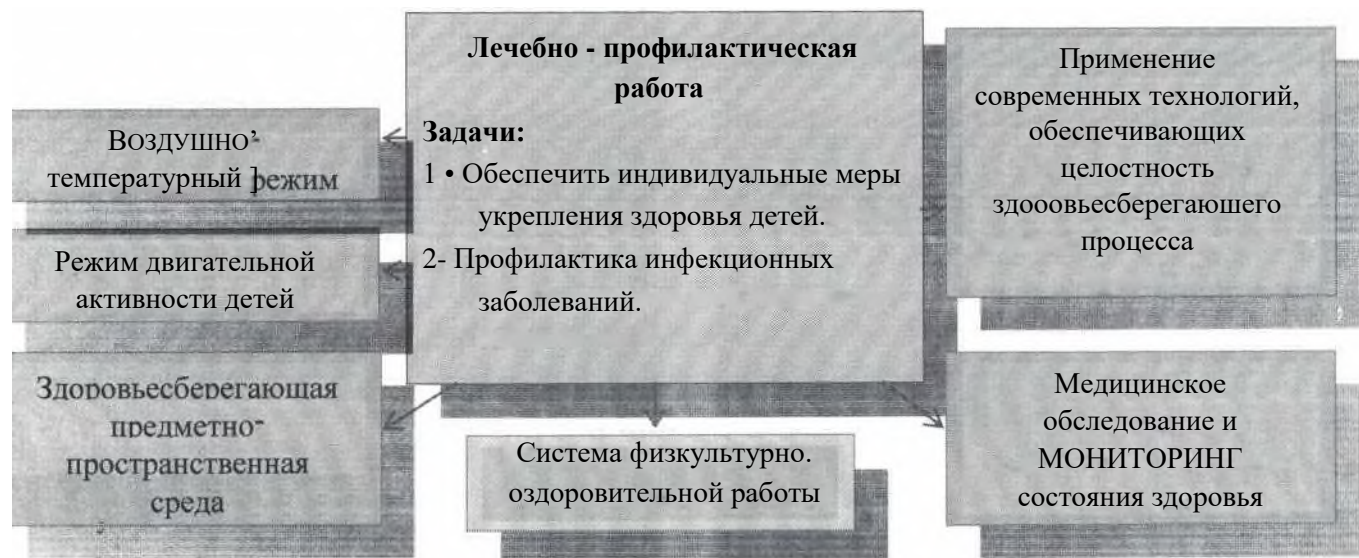 Лечебно - профилактическая
работа
Задачи:
1 • Обеспечить индивидуальные меры
укрепления здоровья детей.
2- Профилактика инфекционных
заболеваний.
Воздушно’
температурный ]режим
Режим двигательной
активности детей
Здоровьесберегающая
предметно-
пространственная
среда
Система физкультурно.
оздоровительной работы
Применение
современных технологий,
обеспечивающих
целостность
здооовьесберегаюшего
процесса
Медицинское
обследование и
МОНИТОРИНГ
состояния здоровья